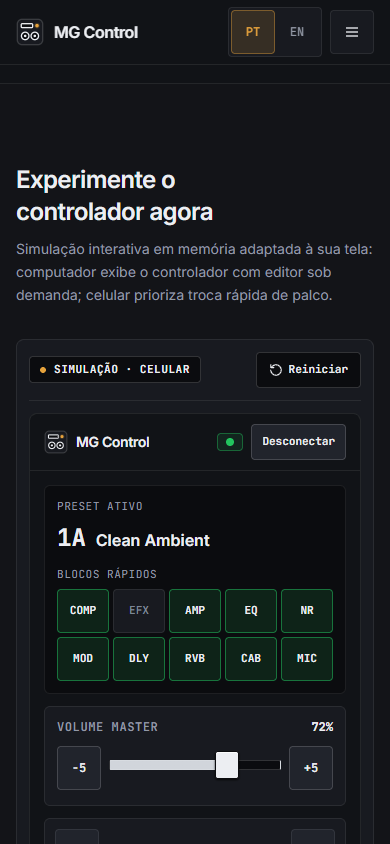 MG Control
PT
EN
Experimente o
controlador agora
Simulação interativa em memória adaptada à sua tela:
computador exibe o controlador com editor sob
demanda; celular prioriza troca rápida de palco.
SIMULAÇÃO · CELULAR
Reiniciar
MG Control
Desconectar
PRESET ATIVO
1A Clean Ambient
BLOCOS RÁPIDOS
COMP EFX AMP EQ NR
MOD DLY RVB CAB MIC
VOLUME MASTER 72%
-5 +5